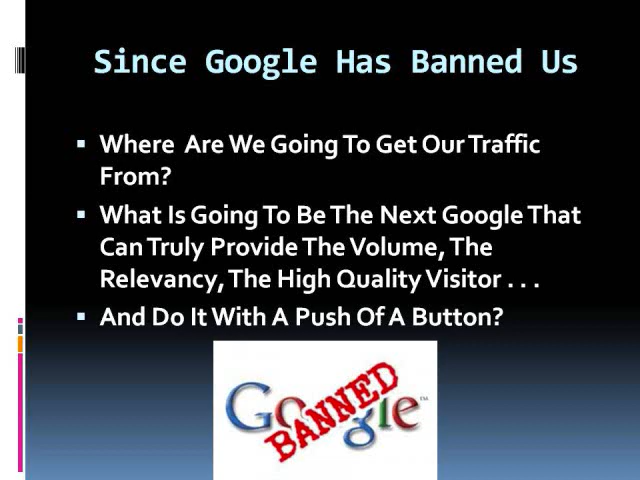 Since Google Has Banned Us
Where Are We Going To Get Our Traffic
From?
What Is Going To Be The Next Google That
Can Truly Provide The Volume, The
Relevancy, The High Quality Visitor . . .
And Do It With A Push Of A Button?
Google™
BANNED